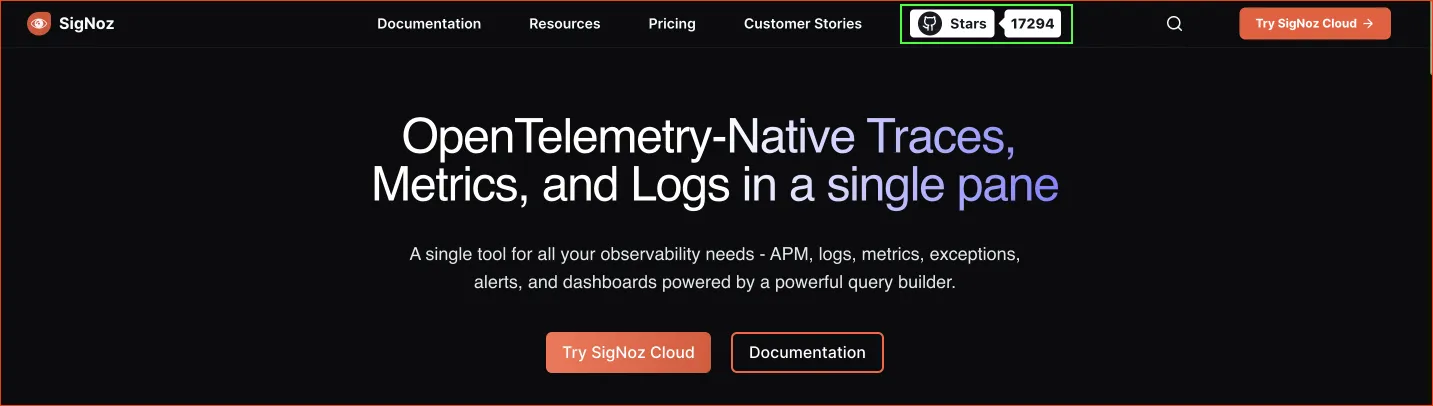 SigNoz
Documentation
Resources
Pricing
Customer Stories
Stars
17294
Try SigNoz Cloud →
OpenTelemetry-Native Traces,
Metrics, and Logs in a single pane
A single tool for all your observability needs - APM, logs, metrics, exceptions,
alerts, and dashboards powered by a powerful query builder.
Try SigNoz Cloud
Documentation